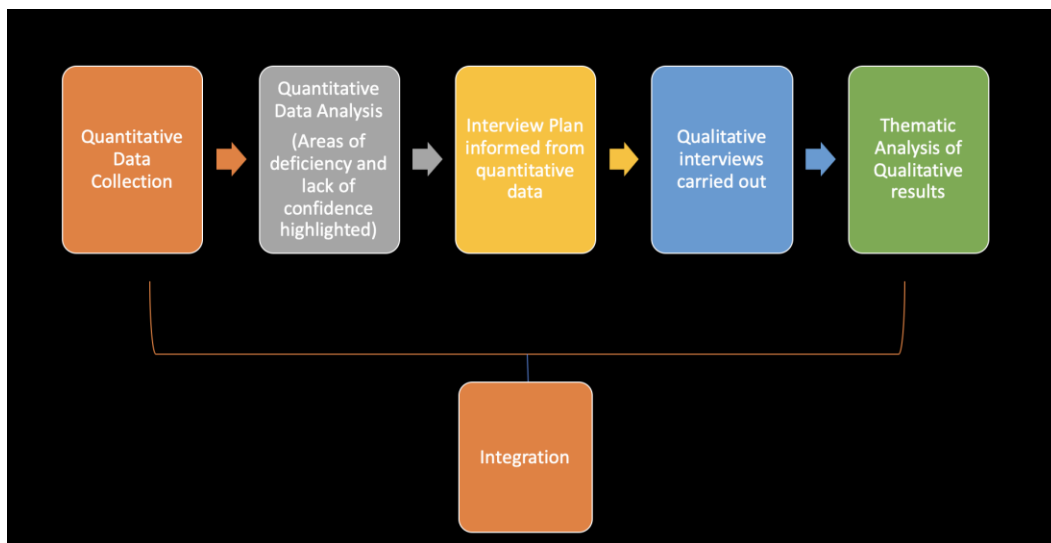 Quantitative
Data
Collection
Quantitative
Data Analysis
(Areas of
deficiency and
lack of
confidence
highlighted)
Interview Plan
informed from
quantitative
data
Qualitative
interviews
carried out
Thematic
Analysis of
Qualitative
results
Integration